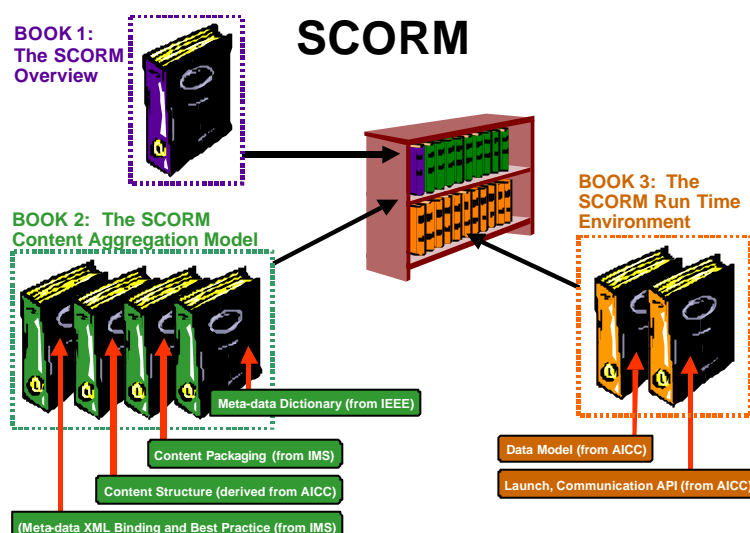 SCORM
BOOK 1:
The SCORM
Overview
BOOK 2:  The SCORM
Content Aggregation Model
BOOK 3:  The
SCORM Run Time
Environment
Meta-data Dictionary (from IEEE)
Content Packaging (from IMS)
Content Structure (derived from AICC)
(Meta-data XML Binding and Best Practice (from IMS)
Data Model (from AICC)
Launch, Communication API (from AICC)